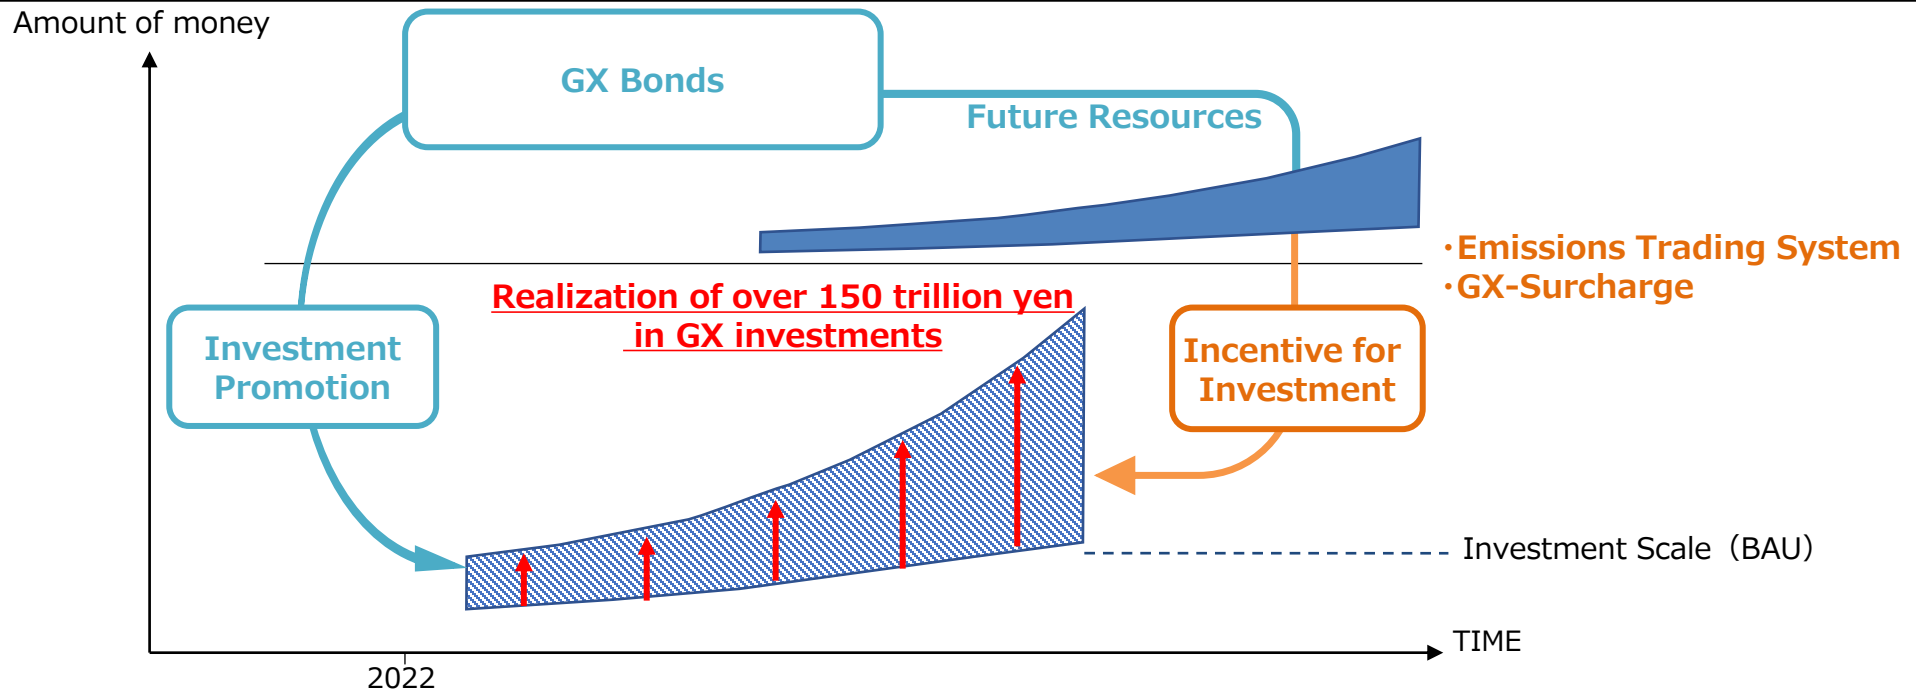 Amount of money
GX Bonds
Future Resources
・Emissions Trading System
・GX-Surcharge
Realization of over 150 trillion yen
in GX investments
Investment
Promotion
Incentive for
Investment
Investment Scale（BAU）
TIME
2022